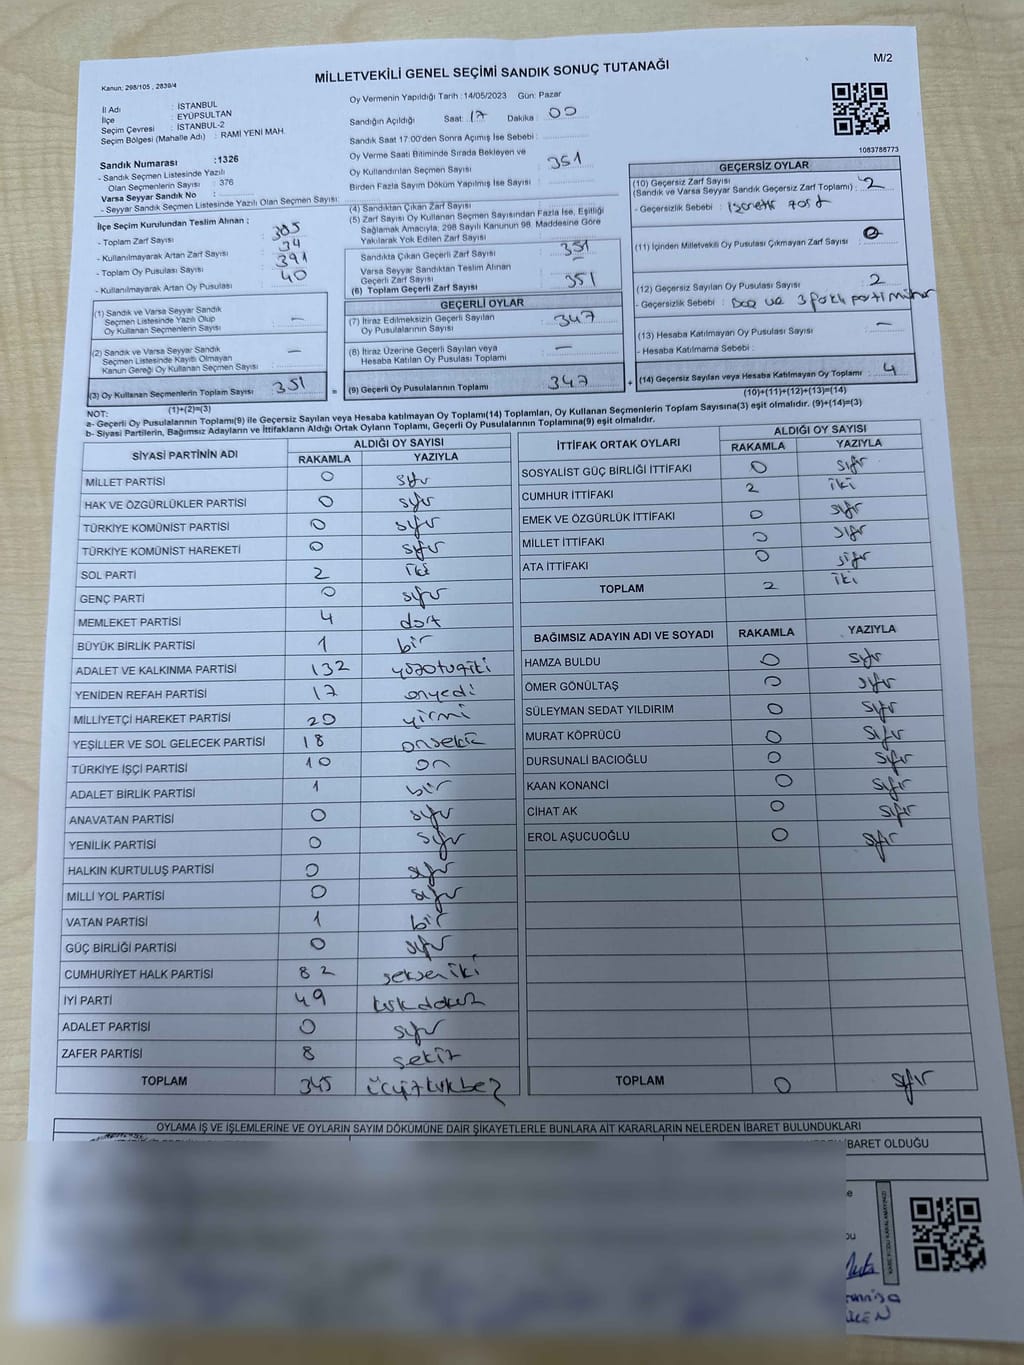 M/2
MİLLETVEKİLİ GENEL SEÇİMİ SANDIK SONUÇ TUTANAĞI
Kanun; 298/105 , 2839/4
İl Adı : İSTANBUL
İlçe : EYÜPSULTAN
Seçim Çevresi : İSTANBUL-2
Seçim Bölgesi (Mahalle Adı) : RAMİ YENİ MAH.
Sandık Numarası :1326
- Sandık Seçmen Listesinde Yazılı
Olan Seçmenlerin Sayısı : 376
Varsa Seyyar Sandık No :
- Seyyar Sandık Seçmen Listesinde Yazılı Olan Seçmen Sayısı:
İlçe Seçim Kurulundan Teslim Alınan ;
- Toplam Zarf Sayısı : 385
- Kullanılmayarak Artan Zarf Sayısı : 34
- Toplam Oy Pusulası Sayısı : 391
- Kullanılmayarak Artan Oy Pusulası : 40
Oy Vermenin Yapıldığı Tarih :14/05/2023 Gün: Pazar
Sandığın Açıldığı Saat: 17 Dakika : 00
Sandık Saat 17.00'den Sonra Açımış İse Sebebi :
Oy Verme Saati Bitiminde Sırada Bekleyen ve
Oy Kullandırılan Seçmen Sayısı : 351
Birden Fazla Sayım Döküm Yapılmış İse Sayısı :
(4) Sandıktan Çıkan Zarf Sayısı
(5) Zarf Sayısı Oy Kullanan Seçmen Sayısından Fazla İse, Eşitliği
Sağlamak Amacıyla, 298 Sayılı Kanunun 98. Maddesine Göre
Yakılarak Yok Edilen Zarf Sayısı
Sandıkta Çıkan Geçerli Zarf Sayısı : 351
Varsa Seyyar Sandıktan Teslim Alınan
Geçerli Zarf Sayısı : –
(6) Toplam Geçerli Zarf Sayısı : 351
1083788773
GEÇERSİZ OYLAR
(10) Geçersiz Zarf Sayısı
(Sandık ve Varsa Seyyar Sandık Geçersiz Zarf Toplamı) : 2
- Geçersizlik Sebebi :
(11) İçinden Milletvekili Oy Pusulası Çıkmayan Zarf Sayısı : 0
(12) Geçersiz Sayılan Oy Pusulası Sayısı : 2
- Geçersizlik Sebebi :
(13) Hesaba Katılmayan Oy Pusulası Sayısı : –
- Hesaba Katılmama Sebebi :
(14) Geçersiz Sayılan veya Hesaba Katılmayan Oy Toplamı : 4
(10)+(11)+(12)+(13)=(14)
(1) Sandık ve Varsa Seyyar Sandık
Seçmen Listesinde Yazılı Olup
Oy Kullanan Seçmenlerin Sayısı : –
(2) Sandık ve Varsa Seyyar Sandık
Seçmen Listesinde Kayıtlı Olmayan
Kanun Gereği Oy Kullanan Seçmen Sayısı : –
(3) Oy Kullanan Seçmenlerin Toplam Sayısı : 351 =
(1)+(2)=(3)
GEÇERLİ OYLAR
(7) İtiraz Edilmeksizin Geçerli Sayılan
Oy Pusulalarının Sayısı : 347
(8) İtiraz Üzerine Geçerli Sayılan veya
Hesaba Katılan Oy Pusulası Toplamı : –
(9) Geçerli Oy Pusulalarının Toplamı : 347 +
NOT:
a- Geçerli Oy Pusulalarının Toplamı(9) ile Geçersiz Sayılan veya Hesaba katılmayan Oy Toplamı(14) Toplamları, Oy Kullanan Seçmenlerin Toplam Sayısına(3) eşit olmalıdır. (9)+(14)=(3)
b- Siyasi Partilerin, Bağımsız Adayların ve İttifakların Aldığı Ortak Oyların Toplamı, Geçerli Oy Pusulalarının Toplamına(9) eşit olmalıdır.
SİYASİ PARTİNİN ADI ALDIĞI OY SAYISI
RAKAMLA YAZIYLA
MİLLET PARTİSİ 0 sıfır
HAK VE ÖZGÜRLÜKLER PARTİSİ 0 sıfır
TÜRKİYE KOMÜNİST PARTİSİ 0 sıfır
TÜRKİYE KOMÜNİST HAREKETİ 0 sıfır
SOL PARTİ 2 iki
GENÇ PARTİ 0 sıfır
MEMLEKET PARTİSİ 4 dört
BÜYÜK BİRLİK PARTİSİ 1 bir
ADALET VE KALKINMA PARTİSİ 132 yüzotuziki
YENİDEN REFAH PARTİSİ 17 onyedi
MİLLİYETÇİ HAREKET PARTİSİ 20 yirmi
YEŞİLLER VE SOL GELECEK PARTİSİ 18 onsekiz
TÜRKİYE İŞÇİ PARTİSİ 10 on
ADALET BİRLİK PARTİSİ 1 bir
ANAVATAN PARTİSİ 0 sıfır
YENİLİK PARTİSİ 0 sıfır
HALKIN KURTULUŞ PARTİSİ 0 sıfır
MİLLİ YOL PARTİSİ 0 sıfır
VATAN PARTİSİ 1 bir
GÜÇ BİRLİĞİ PARTİSİ 0 sıfır
CUMHURİYET HALK PARTİSİ 82 sekseniki
İYİ PARTİ 49 kırkdokuz
ADALET PARTİSİ 0 sıfır
ZAFER PARTİSİ 8 sekiz
TOPLAM 345 üçyüzkırkbeş
İTTİFAK ORTAK OYLARI ALDIĞI OY SAYISI
RAKAMLA YAZIYLA
SOSYALİST GÜÇ BİRLİĞİ İTTİFAKI 0 sıfır
CUMHUR İTTİFAKI 2 iki
EMEK VE ÖZGÜRLÜK İTTİFAKI 0 sıfır
MİLLET İTTİFAKI 0 sıfır
ATA İTTİFAKI 0 sıfır
TOPLAM 2 iki
BAĞIMSIZ ADAYIN ADI VE SOYADI RAKAMLA YAZIYLA
HAMZA BULDU 0 sıfır
ÖMER GÖNÜLTAŞ 0 sıfır
SÜLEYMAN SEDAT YILDIRIM 0 sıfır
MURAT KÖPRÜCÜ 0 sıfır
DURSUNALİ BACIOĞLU 0 sıfır
KAAN KONANCİ 0 sıfır
CİHAT AK 0 sıfır
EROL AŞUCUOĞLU 0 sıfır
TOPLAM 0 sıfır
OYLAMA İŞ VE İŞLEMLERİNE VE OYLARIN SAYIM DÖKÜMÜNE DAİR ŞİKAYETLERLE BUNLARA AİT KARARLARIN NELERDEN İBARET BULUNDUKLARI
İBARET OLDUĞU